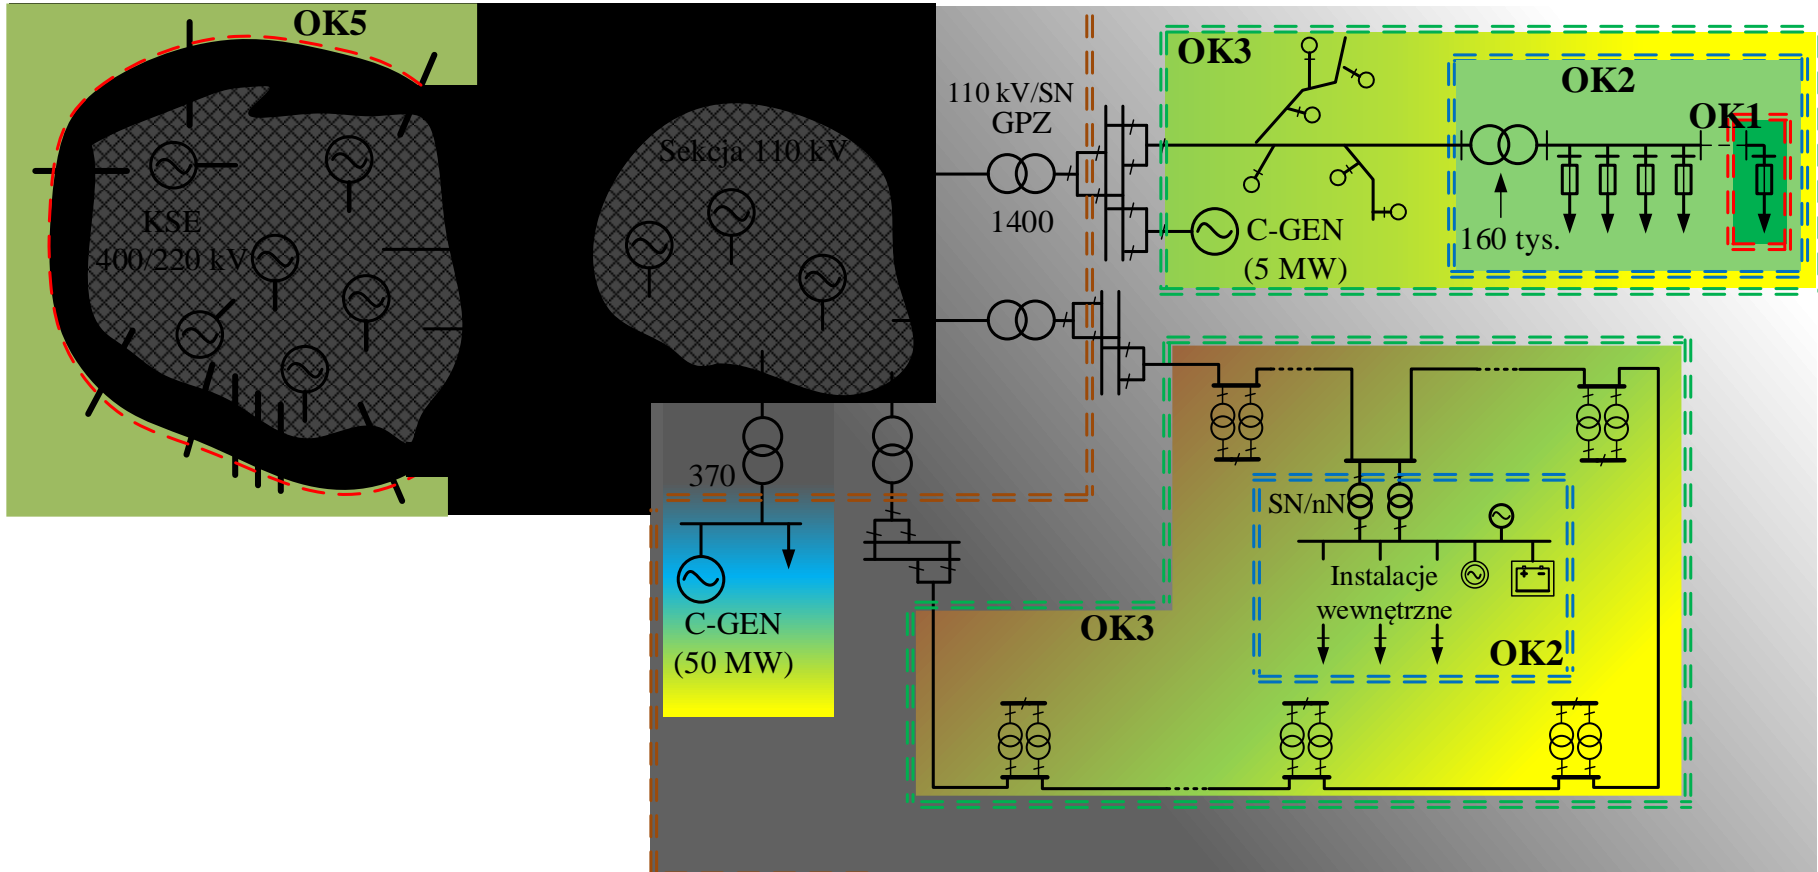 OK5
KSE
400/220 kV
Sekcja 110 kV
110 kV/SN
GPZ
1400
370
C-GEN
(50 MW)
OK3
C-GEN
(5 MW)
OK2
160 tys.
OK1
SN/nN
Instalacje
wewnętrzne
OK2
OK3